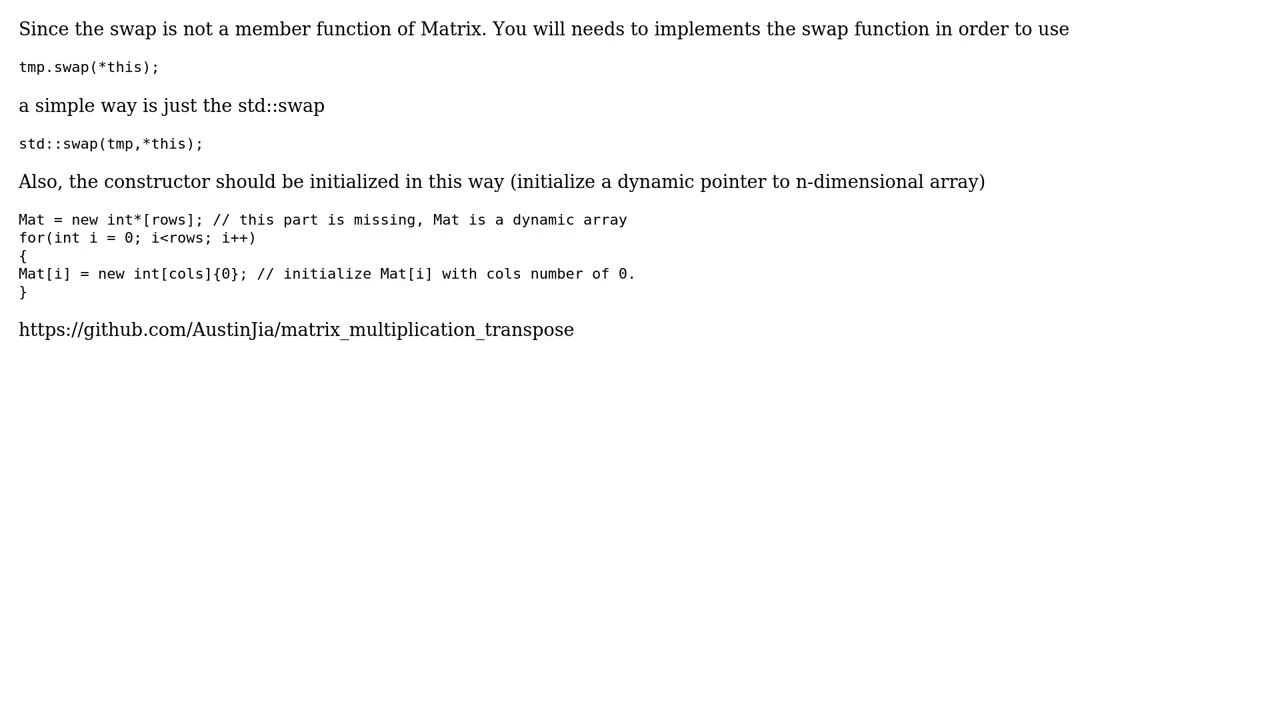 Since the swap is not a member function of Matrix. You will needs to implements the swap function in order to use
tmp.swap(*this);
a simple way is just the std::swap
std::swap(tmp,*this);
Also, the constructor should be initialized in this way (initialize a dynamic pointer to n-dimensional array)
Mat = new int*[rows]; // this part is missing, Mat is a dynamic array
for(int i = 0; i<rows; i++)
{
Mat[i] = new int[cols]{0}; // initialize Mat[i] with cols number of 0.
}
https://github.com/AustinJia/matrix_multiplication_transpose